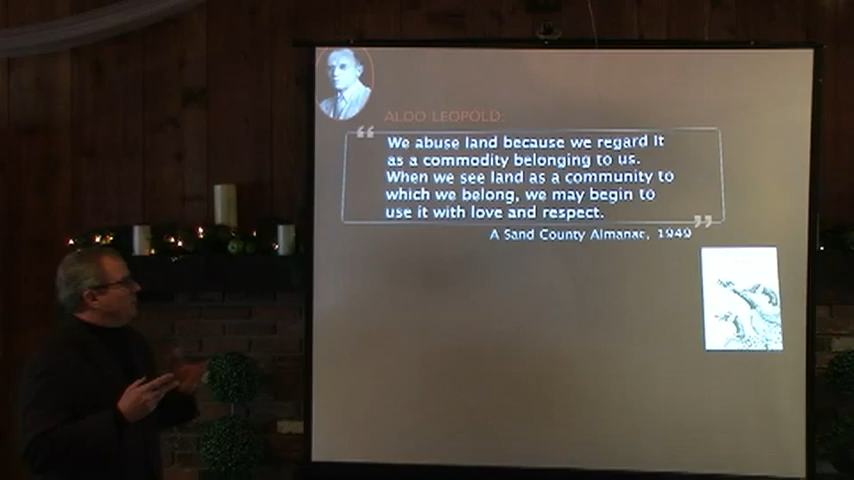 ALDO LEOPOLD:
“ We abuse land because we regard it
as a commodity belonging to us.
When we see land as a community to
which we belong, we may begin to
use it with love and respect. ”
A Sand County Almanac, 1949